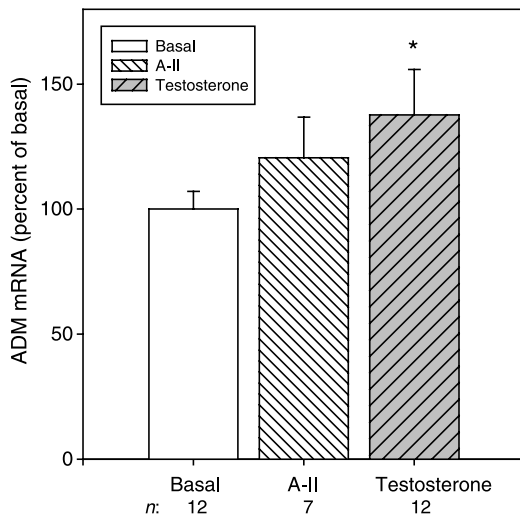 *
Basal
A-II
Testosterone
150
100
50
0
ADM mRNA (percent of basal)
Basal A-II Testosterone
n: 12 7 12